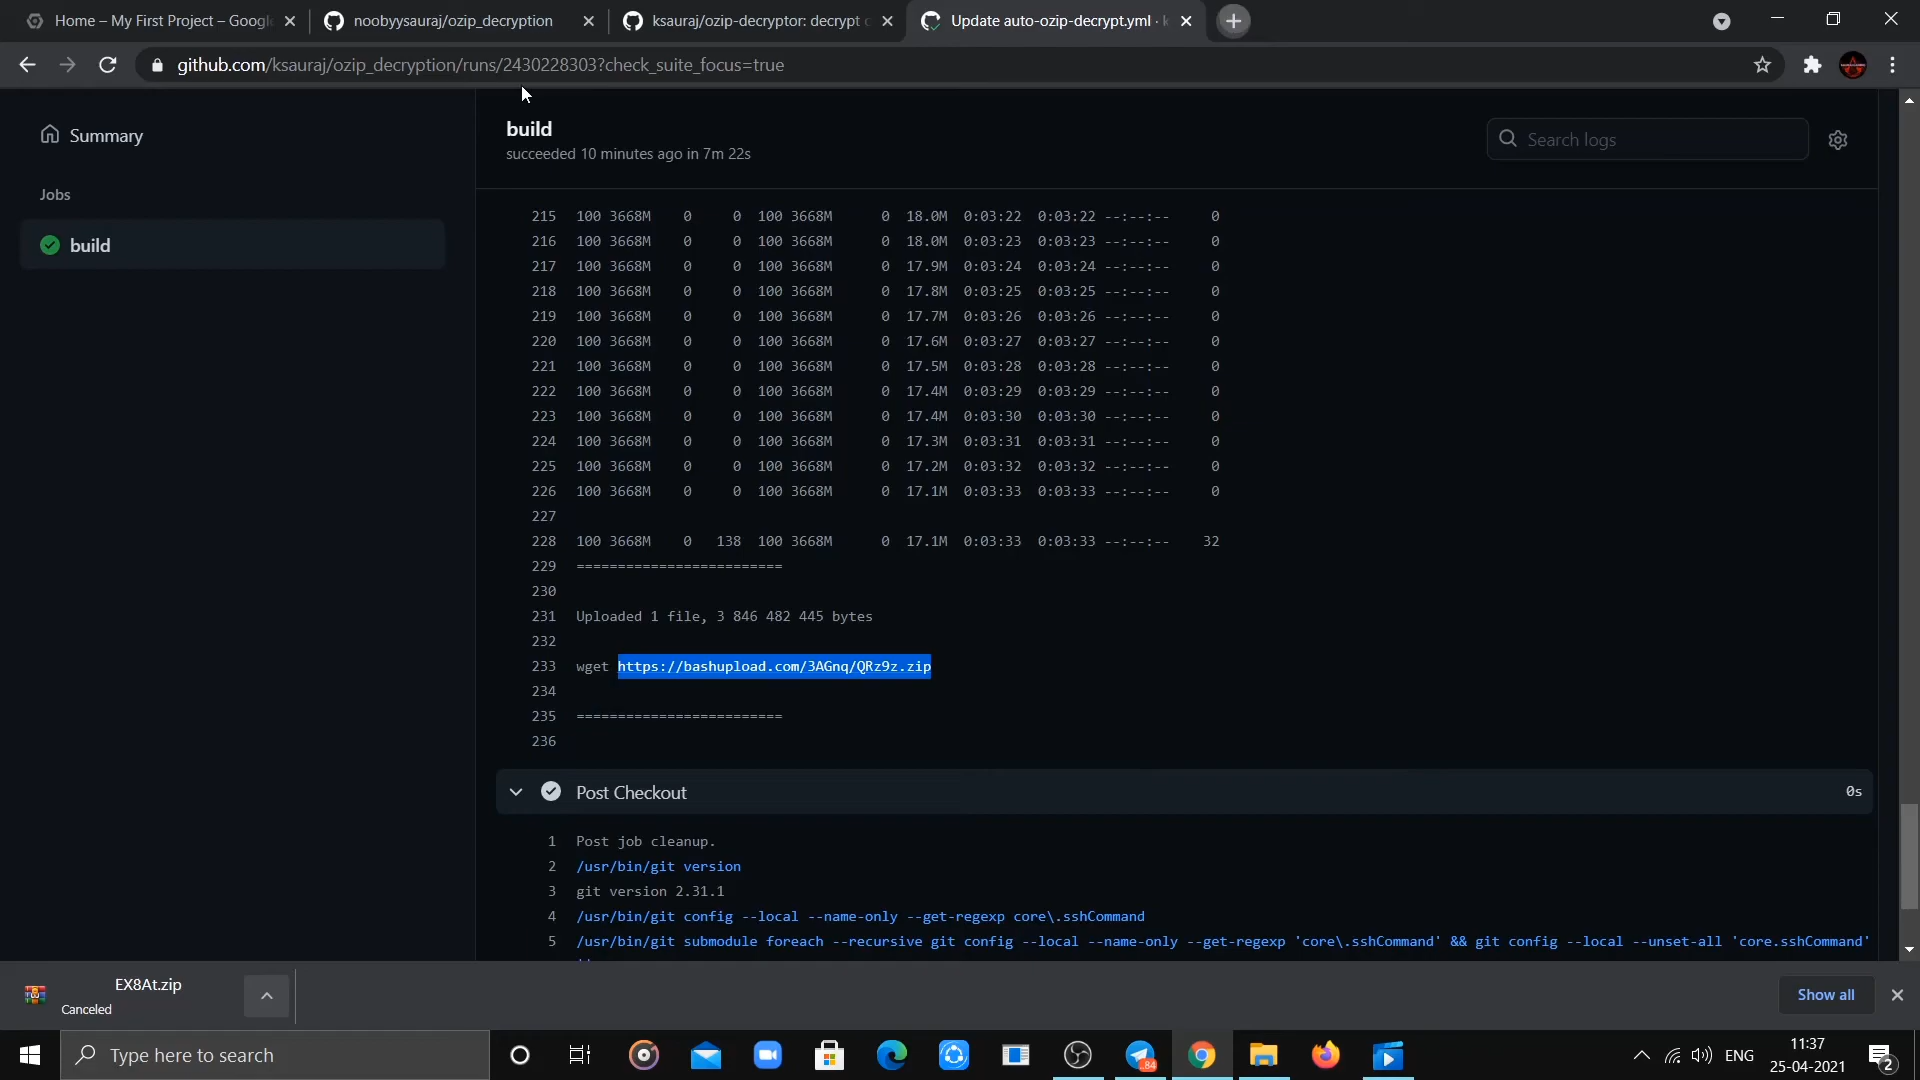 Home – My First Project – Googl
noobyysauraj/ozip_decryption
ksauraj/ozip-decryptor: decrypt
Update auto-ozip-decrypt.yml ·
github.com/ksauraj/ozip_decryption/runs/2430228303?check_suite_focus=true
Summary
Jobs
build
build
succeeded 10 minutes ago in 7m 22s
Search logs
215 100 3668M 0 0 100 3668M 0 18.0M 0:03:22 0:03:22 --:--:-- 0
216 100 3668M 0 0 100 3668M 0 18.0M 0:03:23 0:03:23 --:--:-- 0
217 100 3668M 0 0 100 3668M 0 17.9M 0:03:24 0:03:24 --:--:-- 0
218 100 3668M 0 0 100 3668M 0 17.8M 0:03:25 0:03:25 --:--:-- 0
219 100 3668M 0 0 100 3668M 0 17.7M 0:03:26 0:03:26 --:--:-- 0
220 100 3668M 0 0 100 3668M 0 17.6M 0:03:27 0:03:27 --:--:-- 0
221 100 3668M 0 0 100 3668M 0 17.5M 0:03:28 0:03:28 --:--:-- 0
222 100 3668M 0 0 100 3668M 0 17.4M 0:03:29 0:03:29 --:--:-- 0
223 100 3668M 0 0 100 3668M 0 17.4M 0:03:30 0:03:30 --:--:-- 0
224 100 3668M 0 0 100 3668M 0 17.3M 0:03:31 0:03:31 --:--:-- 0
225 100 3668M 0 0 100 3668M 0 17.2M 0:03:32 0:03:32 --:--:-- 0
226 100 3668M 0 0 100 3668M 0 17.1M 0:03:33 0:03:33 --:--:-- 0
227
228 100 3668M 0 138 100 3668M 0 17.1M 0:03:33 0:03:33 --:--:-- 32
229 =========================
230
231 Uploaded 1 file, 3 846 482 445 bytes
232
233 wget https://bashupload.com/3AGnq/QRz9z.zip
234
235 =========================
236
Post Checkout 0s
1 Post job cleanup.
2 /usr/bin/git version
3 git version 2.31.1
4 /usr/bin/git config --local --name-only --get-regexp core\.sshCommand
5 /usr/bin/git submodule foreach --recursive git config --local --name-only --get-regexp 'core\.sshCommand' && git config --local --unset-all 'core.sshCommand'
EX8At.zip
Canceled
Show all
Type here to search
84
ENG
11:37
25-04-2021
2